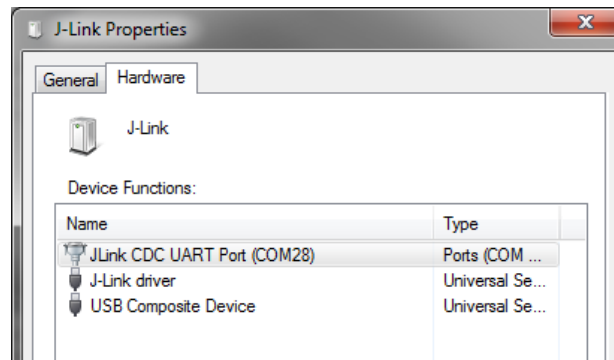 J-Link Properties
General Hardware
J-Link
Device Functions:
Name Type
JLink CDC UART Port (COM28) Ports (COM ...
J-Link driver Universal Se...
USB Composite Device Universal Se...